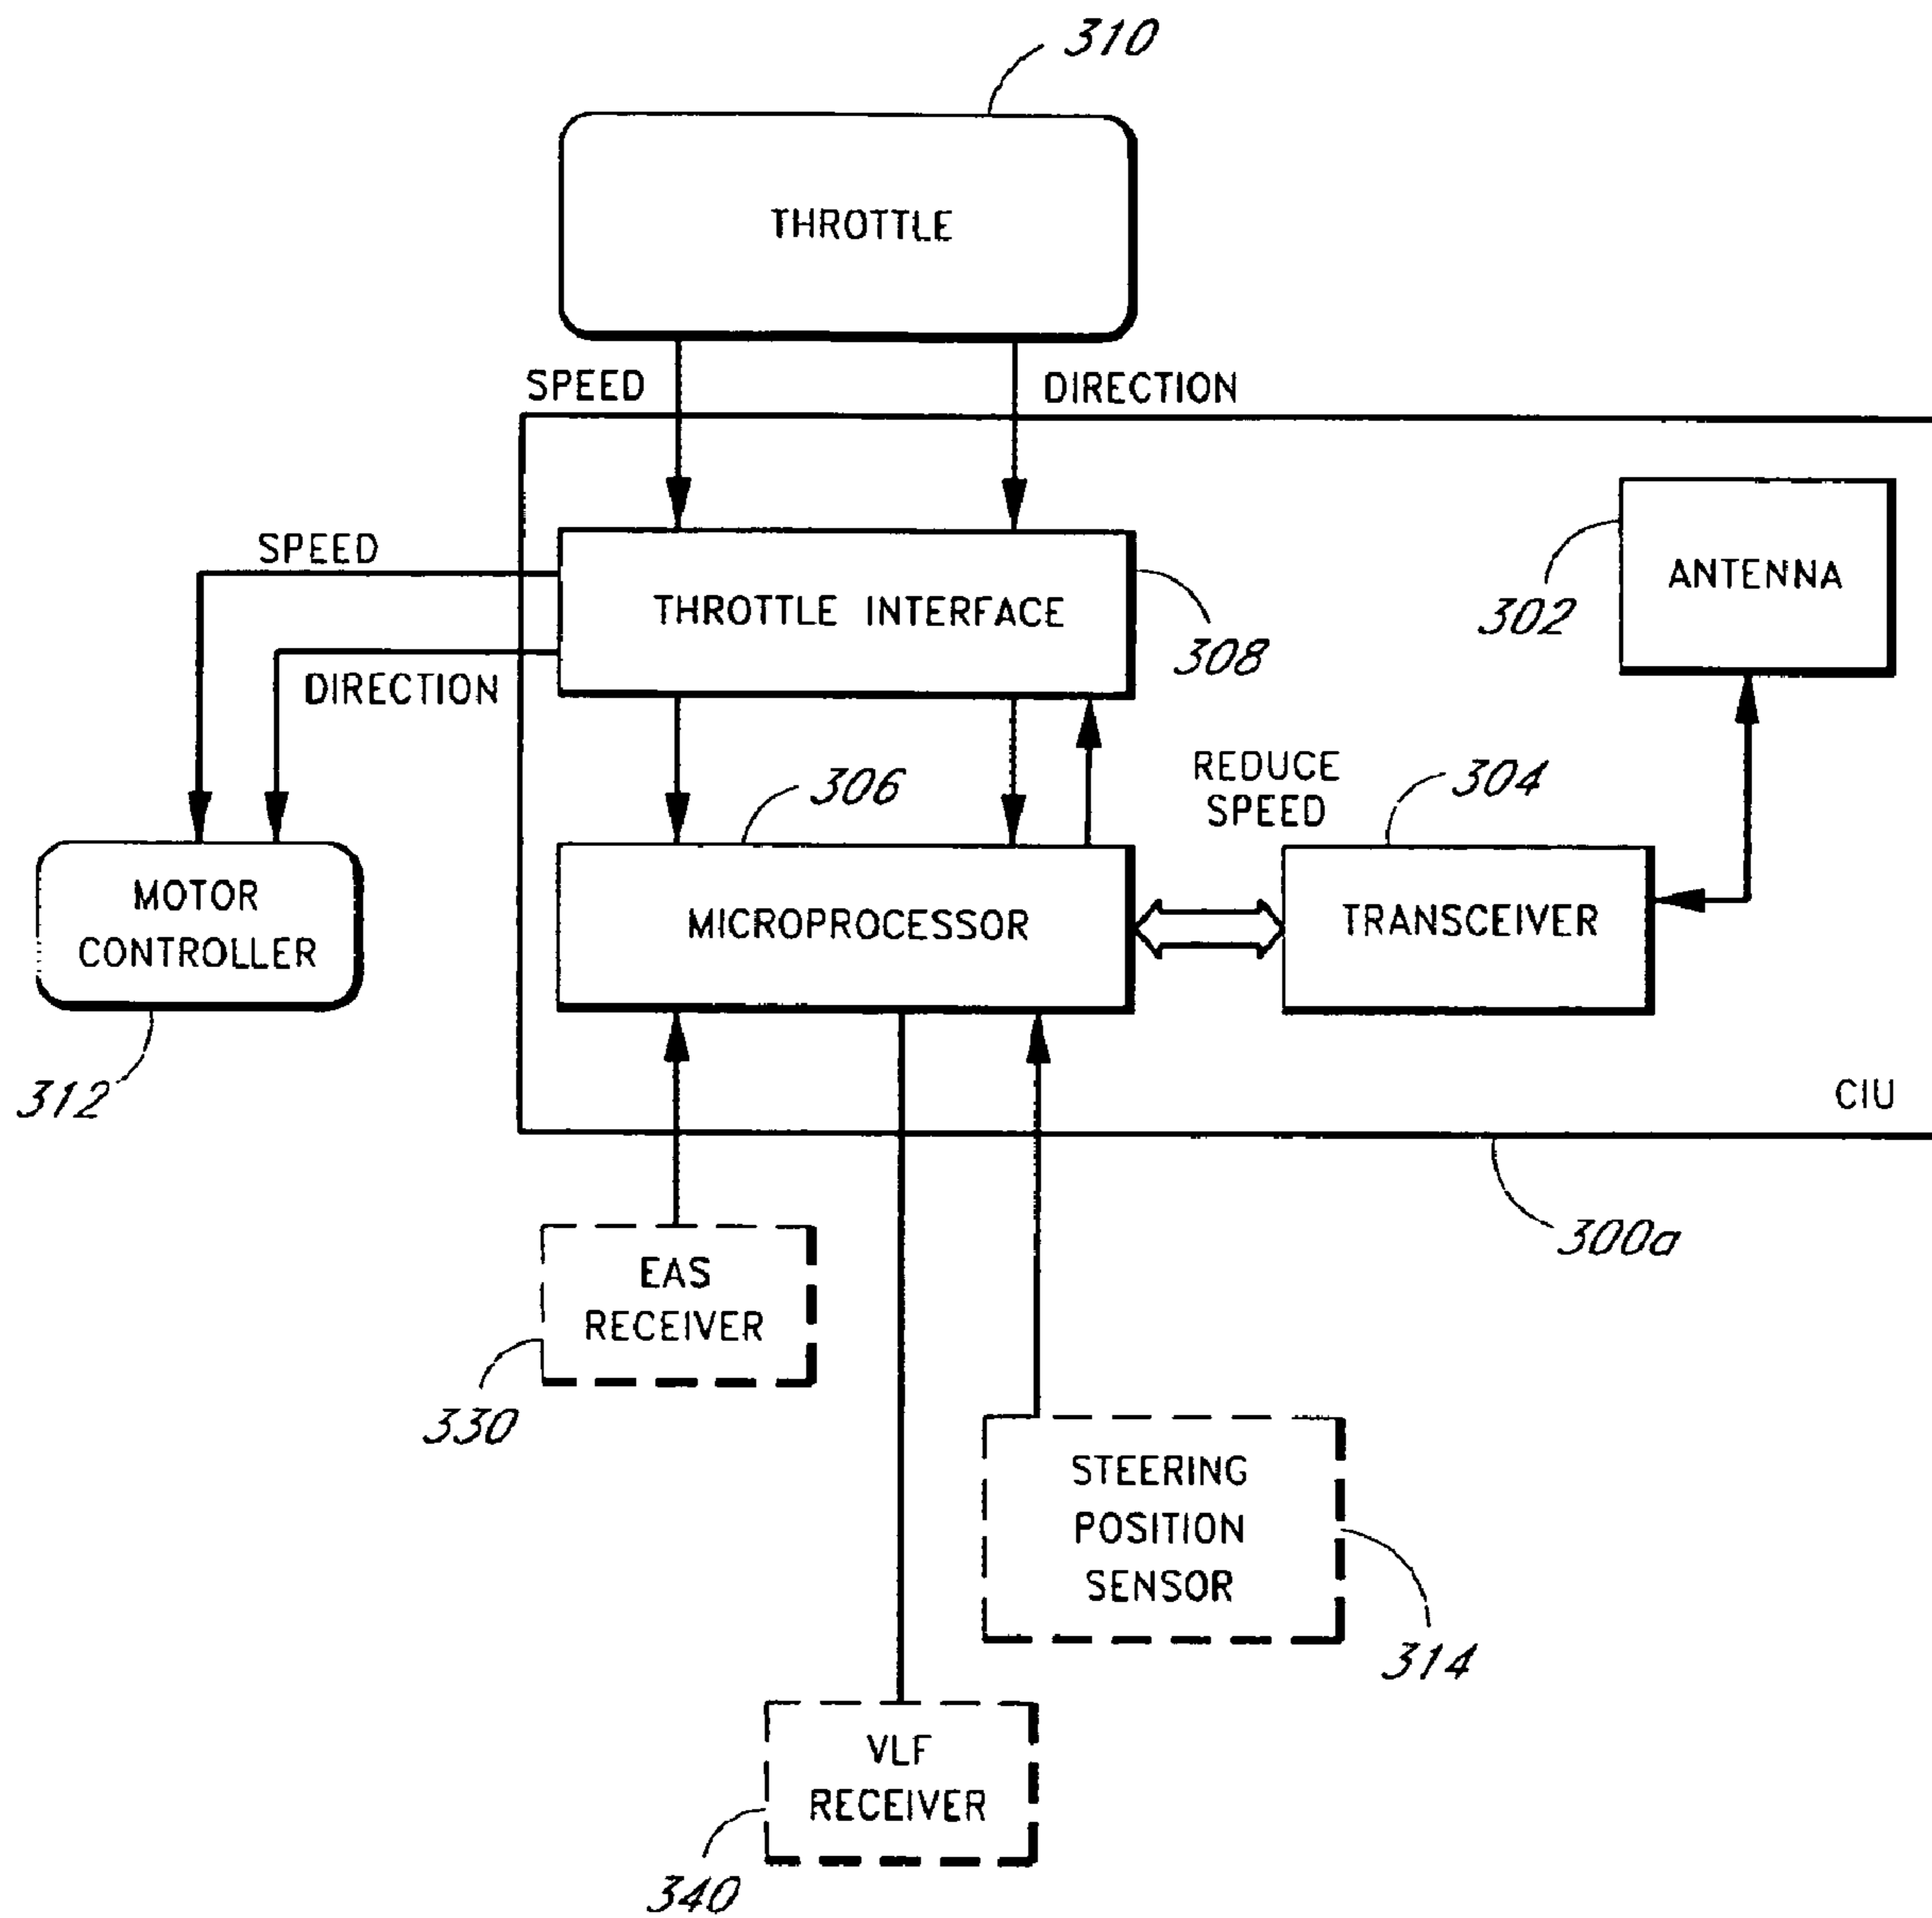 310
THROTTLE
SPEED
DIRECTION
SPEED
THROTTLE INTERFACE
ANTENNA
302
308
DIRECTION
REDUCE
SPEED
306
304
MOTOR
CONTROLLER
MICROPROCESSOR
TRANSCEIVER
312
CIU
300a
EAS
RECEIVER
330
STEERING
POSITION
SENSOR
314
VLF
RECEIVER
340